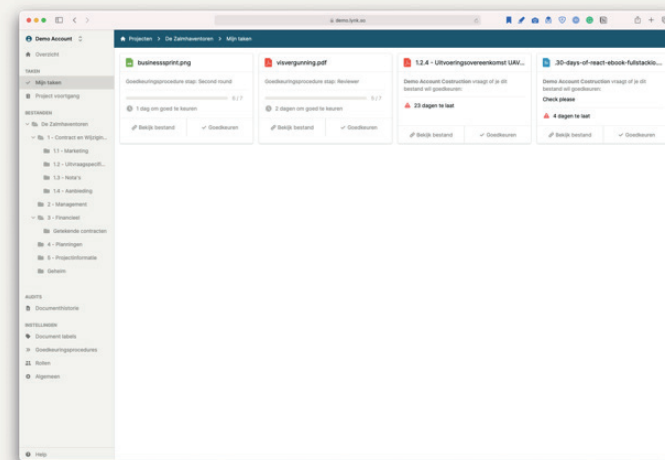 demo.lynk.so
Demo Account
Projecten > De Zalmhaventoren > Mijn taken
Overzicht
TAKEN
Mijn taken
Project voortgang
BESTANDEN
De Zalmhaventoren
1 - Contract en Wijzigin...
1.1 - Marketing
1.2 - Uitvraagspecifi...
1.3 - Nota's
1.4 - Aanbieding
2 - Management
3 - Financieel
Getekende contracten
4 - Planningen
5 - Projectinformatie
Geheim
AUDITS
Documenthistorie
INSTELLINGEN
Document labels
Goedkeuringsprocedures
Rollen
Algemeen
Help
businesssprint.png
Goedkeuringsprocedure stap: Second round
1 dag om goed te keuren
Bekijk bestand
Goedkeuren
visvergunning.pdf
Goedkeuringsprocedure stap: Reviewer
2 dagen om goed te keuren
Bekijk bestand
Goedkeuren
1.2.4 - Uitvoeringsovereenkomst UAV...
Demo Account Costruction vraagt of je dit
bestand wil goedkeuren:
23 dagen te laat
Bekijk bestand
Goedkeuren
.30-days-of-react-ebook-fullstackio....
Demo Account Costruction vraagt of je dit
bestand wil goedkeuren:
Check please
4 dagen te laat
Bekijk bestand
Goedkeuren